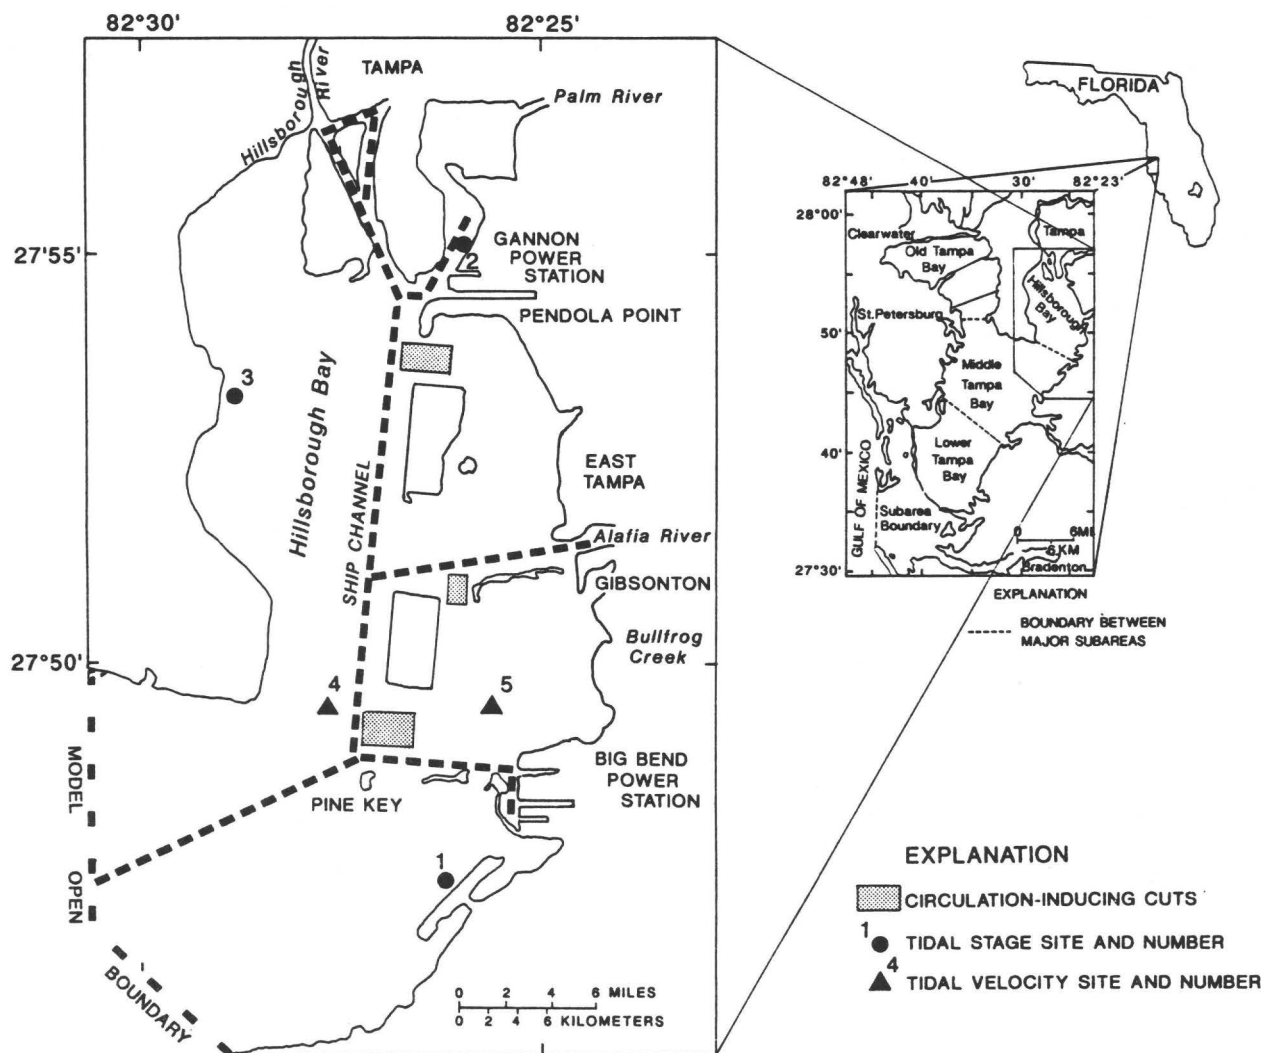 82°30'
82°25'
TAMPA
Hillsborough
River
Hillsborough
Palm River
27°55'
2
GANNON
POWER
STATION
PENDOLA POINT
3
Hillsborough Bay
SHIP CHANNEL
EAST
TAMPA
Alafia River
GIBSONTON
Bullfrog
Creek
27°50'
4
5
MODEL
OPEN
BOUNDARY
BIG BEND
POWER
STATION
PINE KEY
1
0 2 4 6 MILES
0 2 4 6 KILOMETERS
FLORIDA
82°48' 40' 30' 82°23'
28°00'
Clearwater
Tampa
Old Tampa
Bay
Hillsborough
Bay
50'
St. Petersburg
Middle
Tampa
Bay
40'
Lower
Tampa
Bay
GULF OF MEXICO
Subarea
Boundary
0 6MI
6 KM
27°30'
Bradenton
EXPLANATION
BOUNDARY BETWEEN
MAJOR SUBAREAS
EXPLANATION
CIRCULATION-INDUCING CUTS
1 TIDAL STAGE SITE AND NUMBER
4 TIDAL VELOCITY SITE AND NUMBER